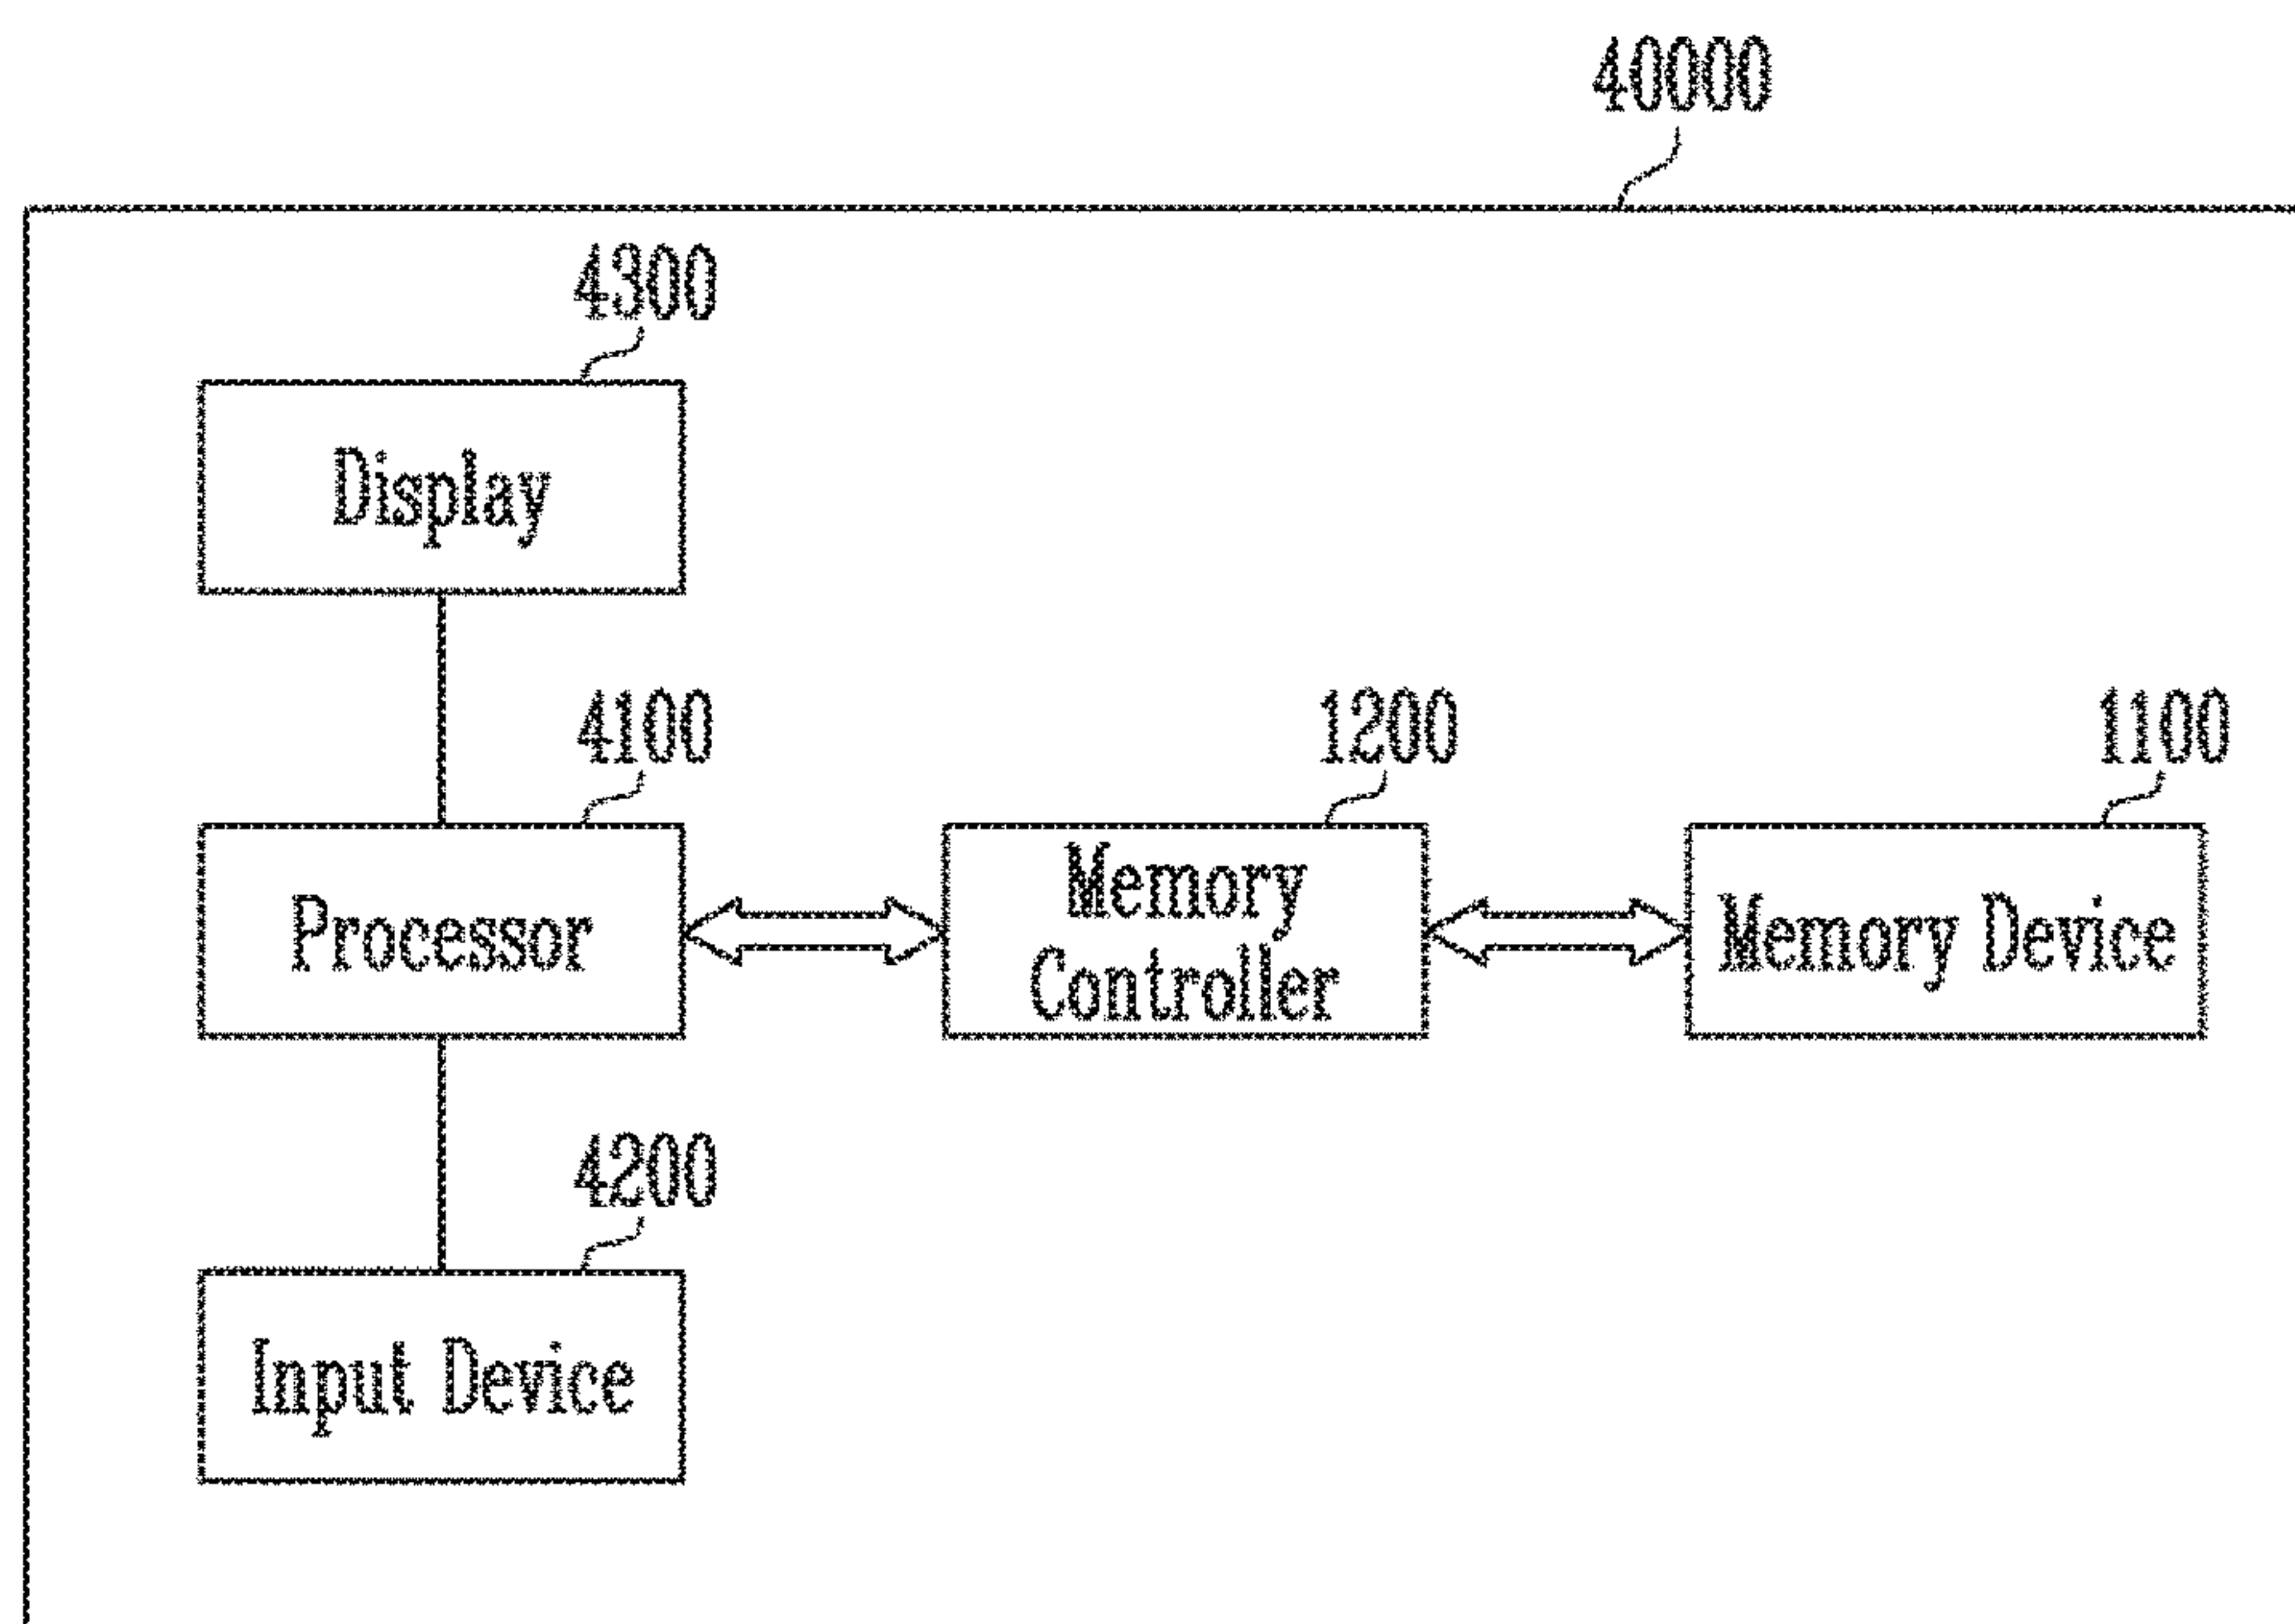 40000
4300
Display
4100
1200
1100
Processor
Memory
Controller
Memory Device
4200
Input Device